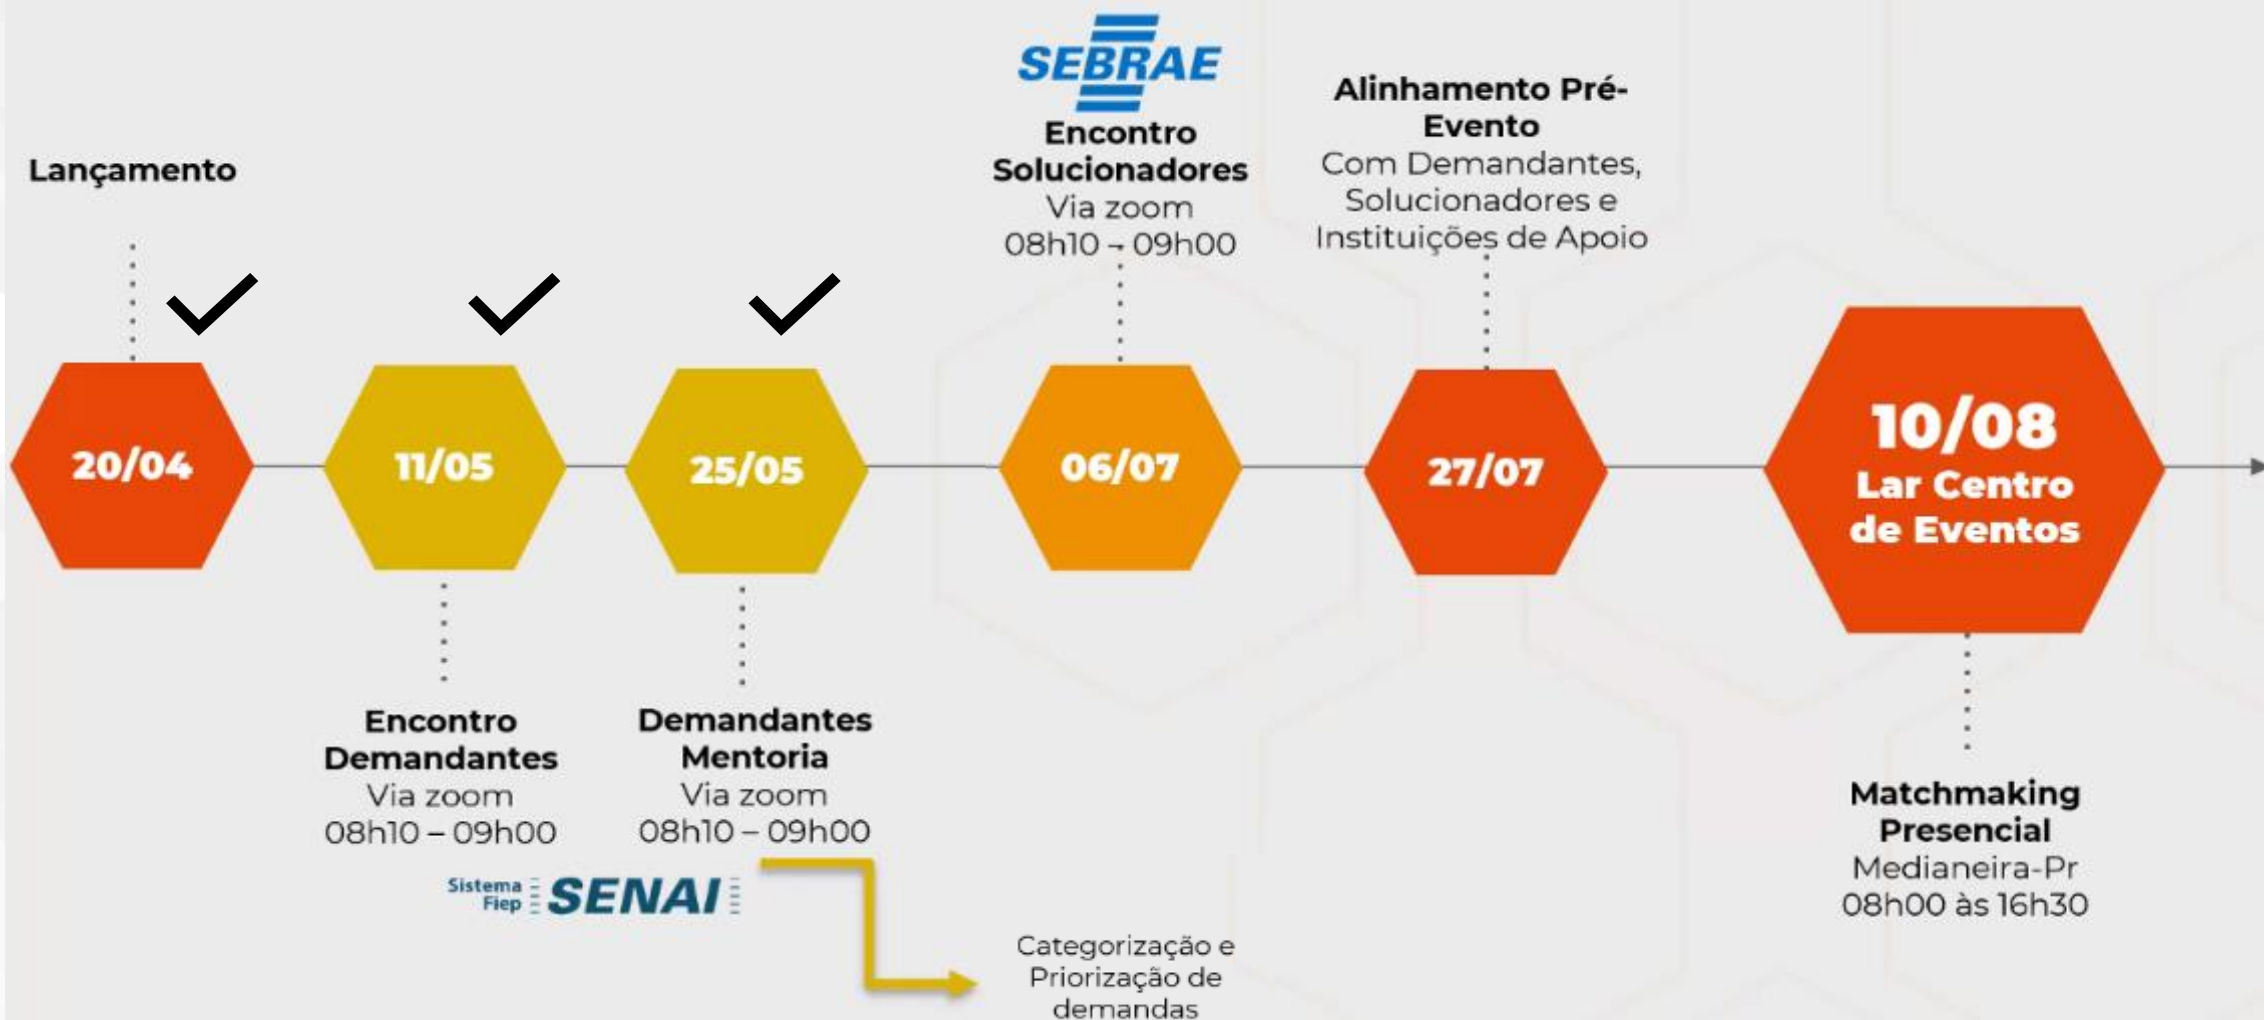 Lançamento
20/04
11/05
Encontro
Demandantes
Via zoom
08h10 – 09h00
25/05
Demandantes
Mentoria
Via zoom
08h10 – 09h00
Sistema
Fiep
SENAI
Categorização e
Priorização de
demandas
SEBRAE
Encontro
Solucionadores
Via zoom
08h10 – 09h00
06/07
Alinhamento Pré-
Evento
Com Demandantes,
Solucionadores e
Instituições de Apoio
27/07
10/08
Lar Centro
de Eventos
Matchmaking
Presencial
Medianeira-Pr
08h00 às 16h30